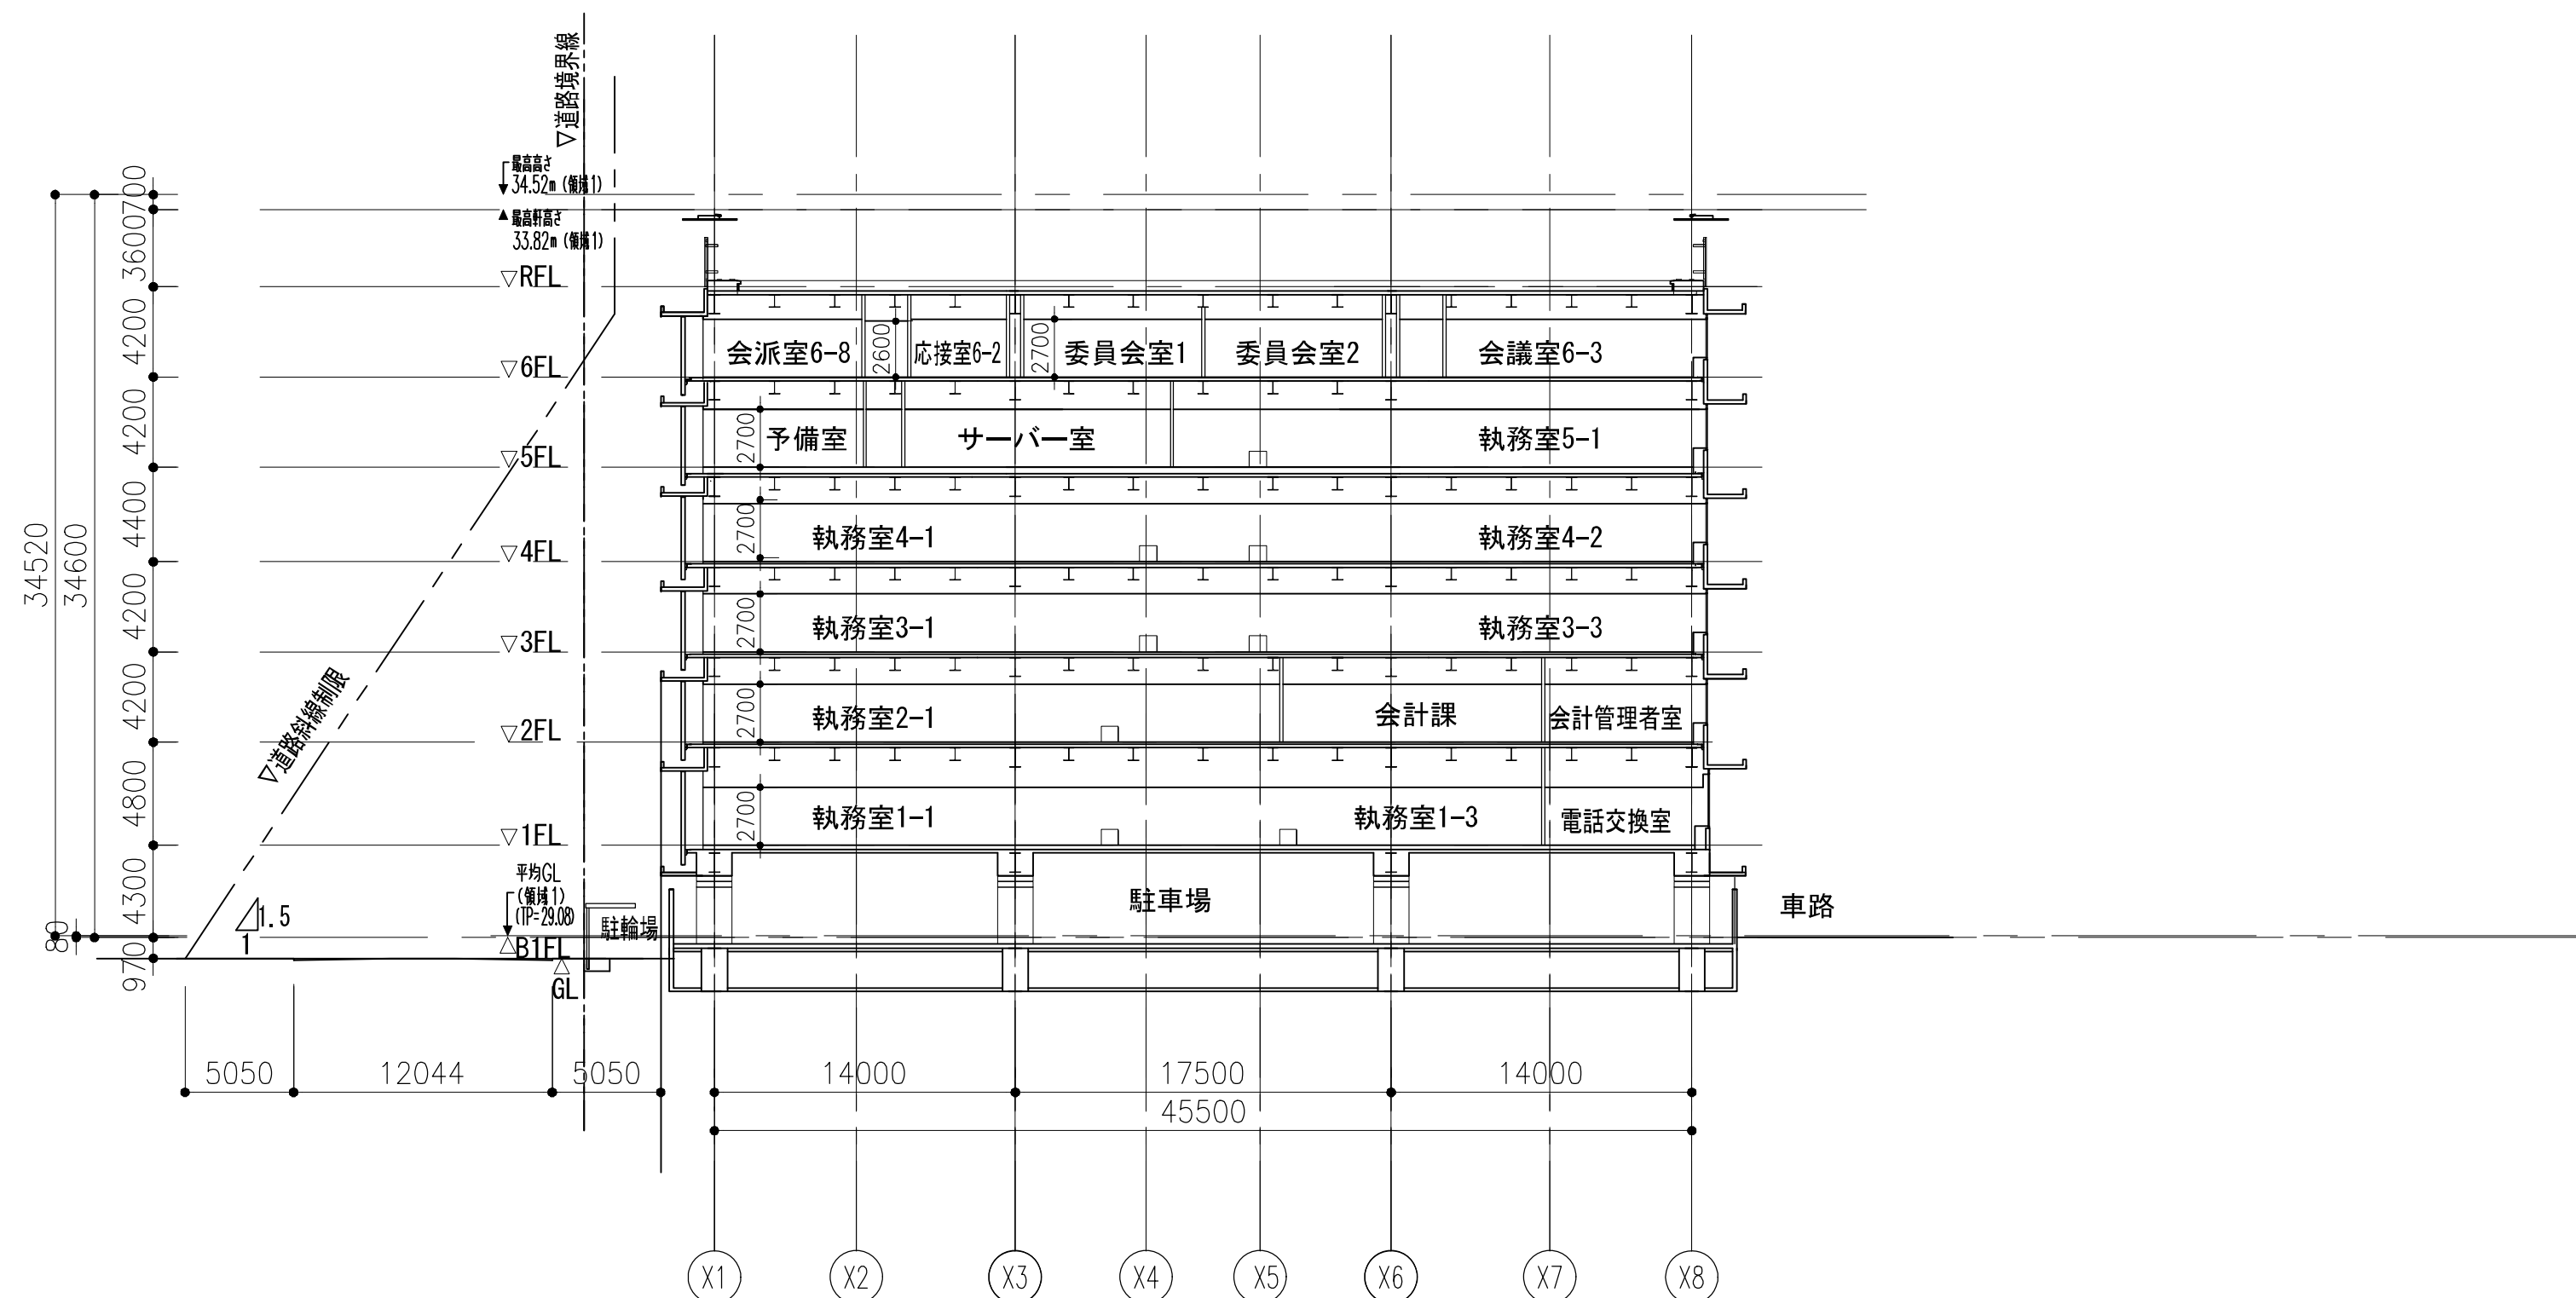 ▽道路境界線
最高高さ
34.52m (領域1)
最高軒高さ
33.82m (領域1)
700
3600
4200
4200
4400
4200
4200
4800
4300
970
34520
34600
80
▽RFL
▽6FL
▽5FL
▽4FL
▽3FL
▽2FL
▽1FL
平均GL
(領域1)
(TP=29.08)
△B1FL
△
GL
▽道路斜線制限
1.5
1
駐輪場
会派室6-8
2600
応接室6-2
2700
委員会室1
委員会室2
会議室6-3
2700
予備室
サーバー室
執務室5-1
2700
執務室4-1
執務室4-2
2700
執務室3-1
執務室3-3
2700
執務室2-1
会計課
会計管理者室
2700
執務室1-1
執務室1-3
電話交換室
駐車場
車路
5050
12044
5050
14000
17500
14000
45500
X1
X2
X3
X4
X5
X6
X7
X8